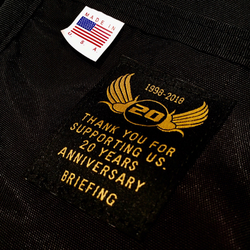 MADE IN
U S A
1998-2018
20
THANK YOU FOR
SUPPORTING US.
20 YEARS
ANNIVERSARY
BRIEFING